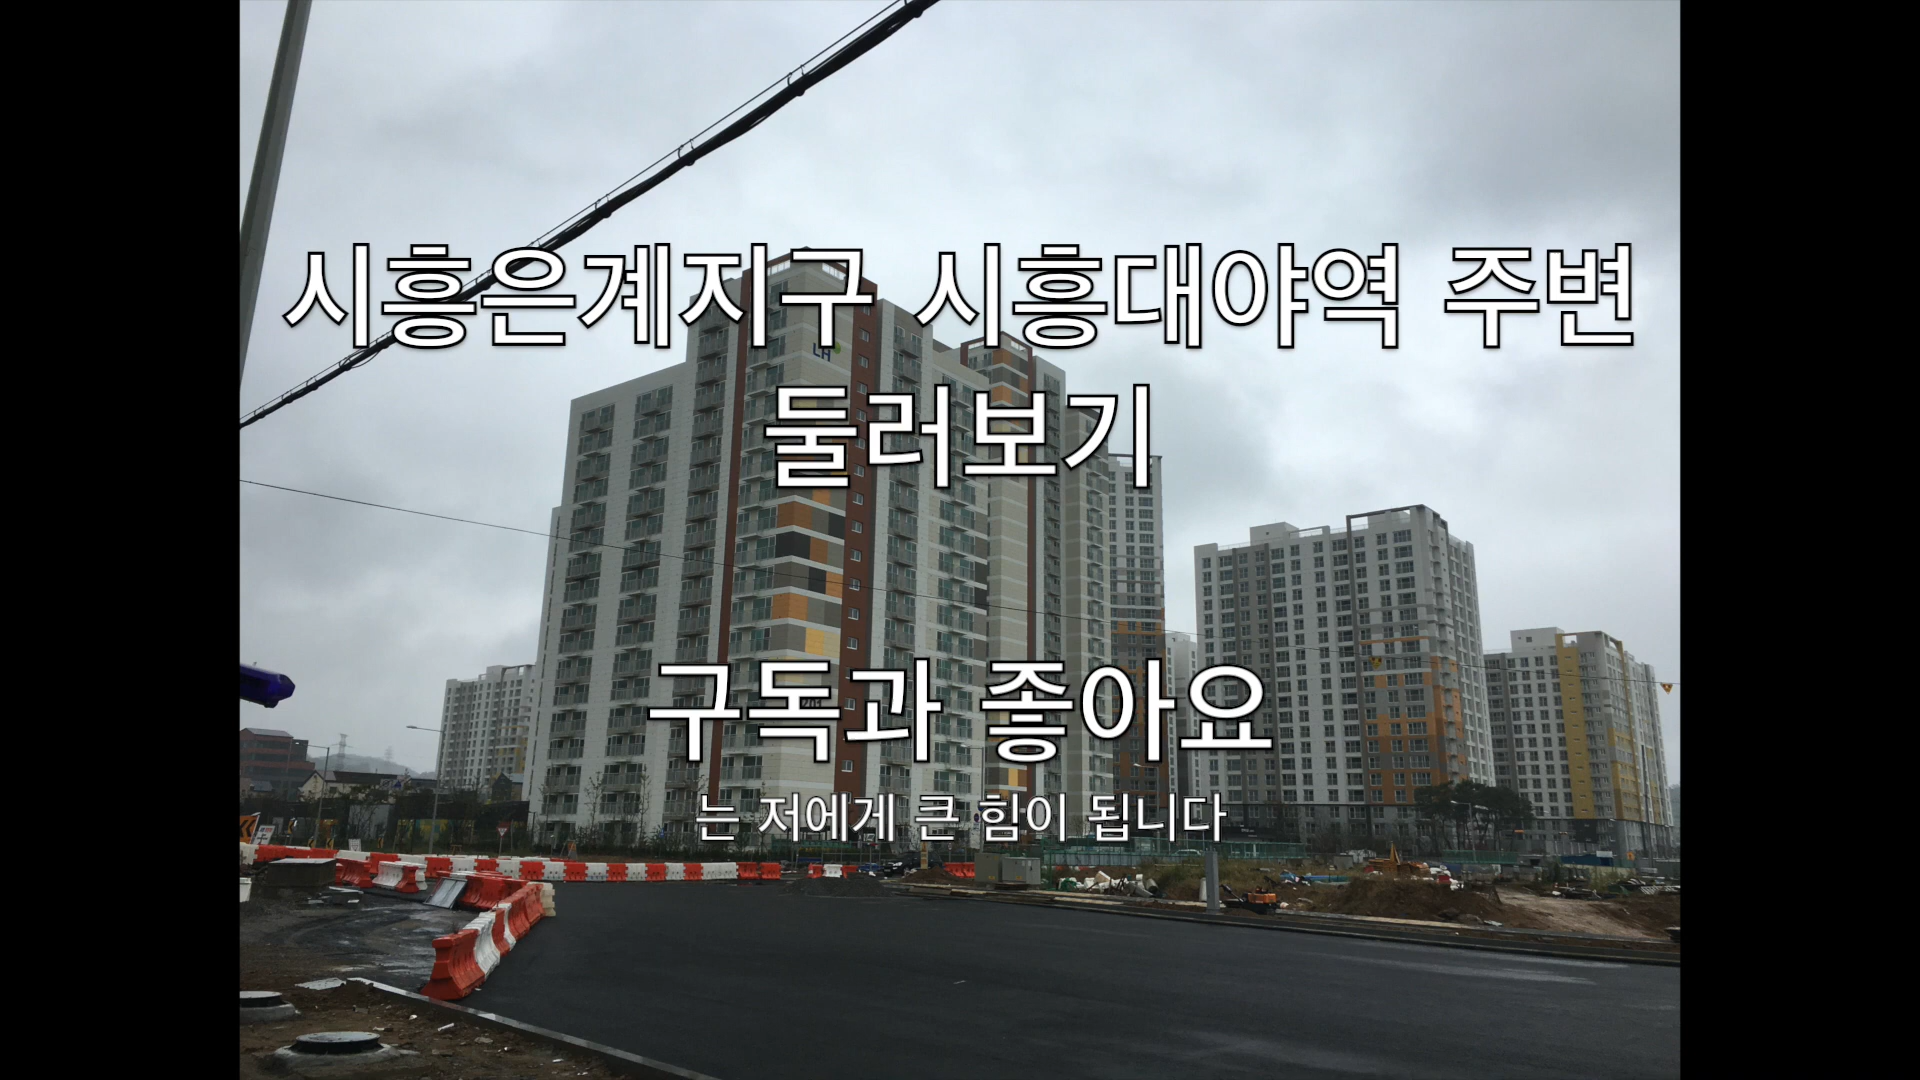 시흥은계지구 시흥대야역 주변
둘러보기
LH
구독과 좋아요
는 저에게 큰 힘이 됩니다